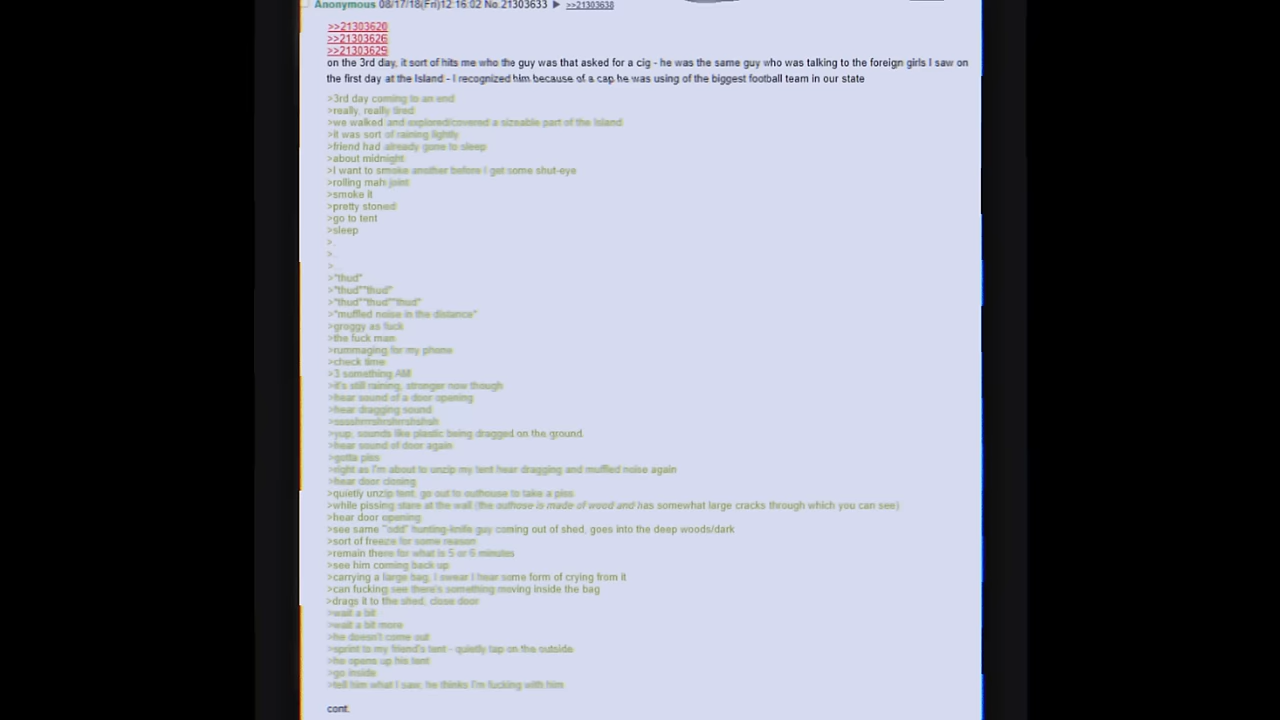 Anonymous 08/17/18(Fri)12:16:02 No.21303633 ▶ >>21303638
>>21303620
>>21303626
>>21303629
on the 3rd day, it sort of hits me who the guy was that asked for a cig - he was the same guy who was talking to the foreign girls I saw on
the first day at the Island - I recognized him because of a cap he was using of the biggest football team in our state
>3rd day coming to an end
>really, really tired
>we walked and explored/covered a sizeable part of the Island
>it was sort of raining lightly
>friend had already gone to sleep
>about midnight
>I want to smoke another before I get some shut-eye
>rolling mah joint
>smoke it
>pretty stoned
>go to tent
>sleep
>.
>.
>.
>"thud"
>"thud""thud"
>"thud""thud""thud"
>"muffled noise in the distance"
>groggy as fuck
>the fuck man
>rummaging for my phone
>check time
>3 something AM
>it's still raining, stronger now though
>hear sound of a door opening
>hear dragging sound
>yup, sounds like plastic being dragged on the ground.
>hear sound of door again
>gotta piss
>right as I'm about to unzip my tent hear dragging and muffled noise again
>hear door closing
>quietly unzip tent, go out to outhouse to take a piss
>while pissing stare at the wall (the outhose is made of wood and has somewhat large cracks through which you can see)
>hear door opening
>see same "odd" hunting-knife guy coming out of shed, goes into the deep woods/dark
>sort of freeze for some reason
>remain there for what is 5 or 6 minutes
>see him coming back up
>carrying a large bag, I swear I hear some form of crying from it
>can fucking see there's something moving inside the bag
>drags it to the shed, close door
>wait a bit
>wait a bit more
>he doesn't come out
>sprint to my friend's tent - quietly tap on the outside
>he opens up his tent
>go inside
>tell him what I saw, he thinks I'm fucking with him
cont.